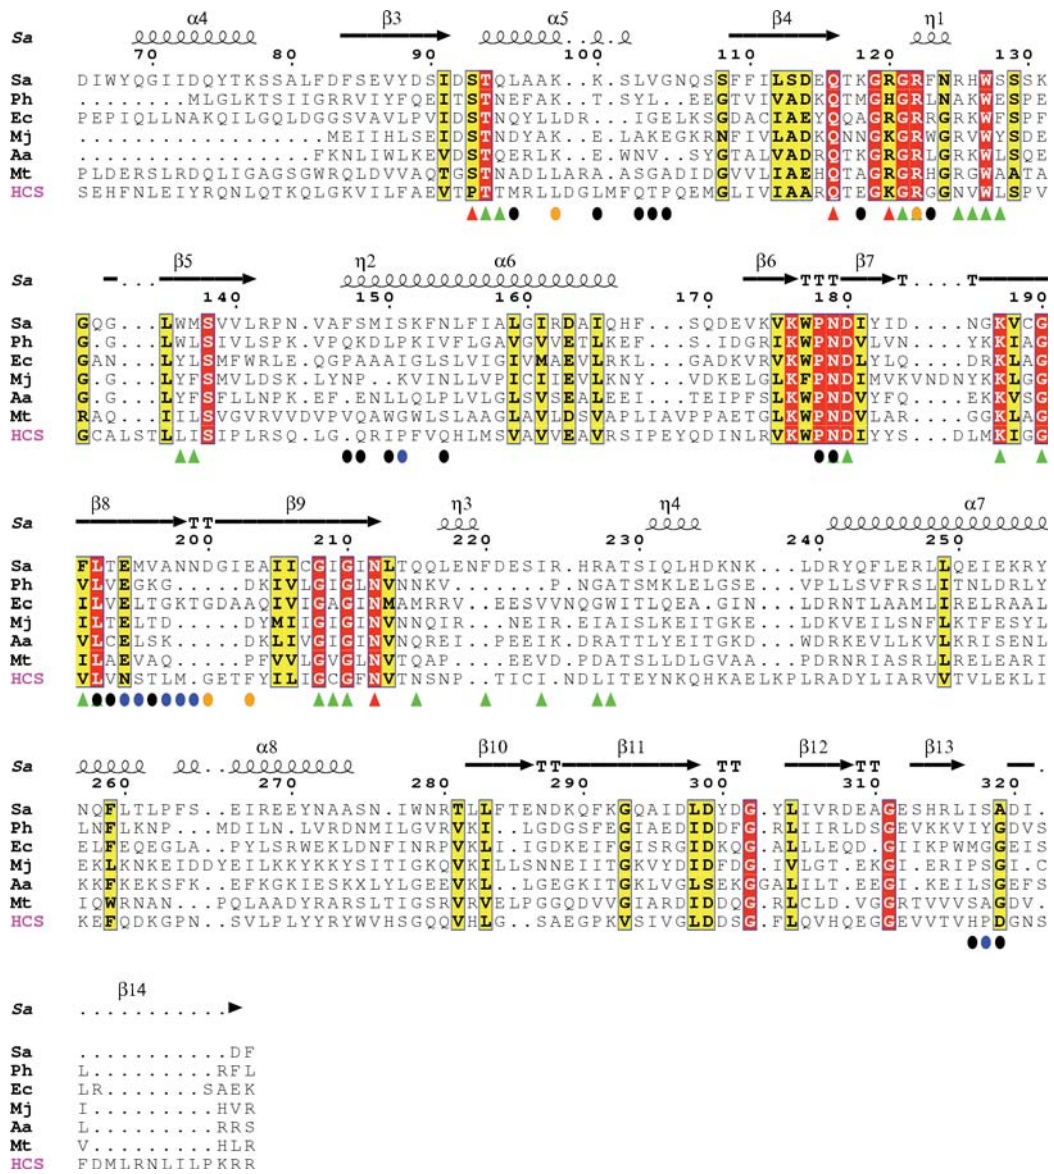 α4 β3 α5 β4 η1
Sa
70 80 90 100 110 120 130
Sa DIWYQGIIDQYTKSSALFDFSEVYDSIDSTQLAAK..K.SLVGNQSSFFILSDEQTKGRGRFNRHWSSSK
Ph ........MLGLKTSIIGRRVIYFQEITSTNEFAK..T.SYL..EEGTVIVADKQTMGHGRLNAKWESPE
Ec PEPIQLLNAKQILGQLDGGSVAVLPVIDSTNQYLLDR..IGELKSGDACIAEYQQAGRGRRGRKWFSPF
Mj ....................MEIIHLSEIDSTNDYAK..E.LAKEGKRNFIVLADKQNNGKGRWGRVWYSDE
Aa .................FKNLIWLKEVDSTQERLK..E.WNV..SYGTALVADRQTKGRGRLGRKWLSQE
Mt PLDERSLRDQLIGAGSGWRQLDVVAQTGSTNADLLARA.ASGADIDGVVLIAEHQTAGRGRHGRGWAATA
HCS SEHFNLEIYRQNLQTKQLGKVILFAEVTPTTMRLLDGLMFQTPQEMGLIVIAARQTEGKGRGGNVWLSPV
β5 η2 α6 β6 β7
Sa TTT T T
140 150 160 170 180 190
Sa GQG...LWMSVVLRPN.VAFSMISKFNLFIALGIRDAIQHF...SQDEVKVKWPNDIYID....NGKVCG
Ph G.G...LWLSIVLSPK.VPQKDLPKIVFLGAVGVVETLKEF...S.IDGRIKWPNDVLVN....YKKIAG
Ec GAN...LYLSMFWRLE.QGPAAAIGLSLVIGIVMAEVLRKL...GADKVRVKWPNDLYLQ....DRKLAG
Mj G.G...LYFSMVLDSK.LYNP..KVINLLVPICIIEVLKNY...VDKELGLKFPNDIMVKVNDNYKKLGG
Aa G.G...LYFSFLLNPK.EF.ENLLQLPLVLGLSVSEALEEI...TEIPFSLKWPNDVYFQ....EKKVSG
Mt RAQ...IILSVGVRVVDVPVQAWGWLSLAAGLAVLDSVAPLIAVPPAETGLKWPNDVLAR....GGKLAG
HCS GCALSTLLISIPLRSQ.LG.QRIPFVQHLMSVAVVEAVRSIPEYQDINLRVKWPNDIYYS....DLMKIGG
β8 β9 η3 η4 α7
Sa TT
200 210 220 230 240 250
Sa FLTEMVANNDGIEAIICGIGINLTQQLENFDESIR.HRATSIQLHDKNK...LDRYQFLERLLQEIEKRY
Ph VLVEGKG.....DKIVLGIGLNVNNKV.....P.NGATSMKLELGSE....VPLLSVFRSLITNLDRLY
Ec ILVELTGKTGDAAQIVIGAGINMAMRRV..EESVVNQGWITLQEA.GIN...LDRNTLAAMLIRELRAAL
Mj ILTELTD.....DYMIIGIGINVNNQIR...NEIR.EIAISLKEITGKE...LDKVEILSNFLKTFESYL
Aa VLCELSK.....DKLIVGIGINVNQREI..PEEIK.DRATTLYEITGKD....WDRKEVLLKVLKRISENL
Mt ILAEVAQ.....PFVVLGVGLNVTQAP...EEVD.PDATSLLDLGVAA....PDRNRIASRLLRELEARI
HCS VLVNSTLM.GETFYILIGCGFNVTNSNP..TICI.NDLITEYNKQHKAELKPLRADYLIARVVTVLEKLI
α8 β10 β11 β12 β13
Sa TT TT TT
260 270 280 290 300 310 320
Sa NQFLTLPFS..EIREEYNAASN.IWNRTLLFTENDKQFKGQAIDLDYDG.YLIVRDEAGESHRLISADI.
Ph LNFLKNP...MDILN.LVRDNMILGVRVKI..LGDGSFEGIAEDIDDFG.RLIIRLDSGEVKKVIYGDVS
Ec ELFEQEGLA..PYLSRWEKLDNFINRPVKLI..IGDKEIFGISRGIDKQG.ALLLEQD.GIIKPWMGGEIS
Mj EKLKNKEIDDYEILKKYKKYSITIGKQVKILLSNNEIITGKVYDIDFDG.IVLGT.EKG.IERIPSG.I.C
Aa KKFKEKSFK..EFKGKIESKXLYLGEEVKL..LGEGKITGKLVGLSEKGGALILT.EEGI.KEILSGEFS
Mt IQWRNAN...PQLAADYRARSLTIGSRVRVELPGGQDVVGIARDIDDQG.RLCLD.VGGRTVVVSAGDV.
HCS KEFQDKGPN..SVLPLYYRYWVHSGQQVHLG..SAEGPKVSIVGLDDSG.FLQVHQEGGEVVTVHPDGNS
β14
Sa ...........
Sa ...........DF
Ph L.........RFL
Ec LR.......SAEK
Mj I.........HVR
Aa L.........RRS
Mt V.........HLR
HCS FDMLRNLILPKRR